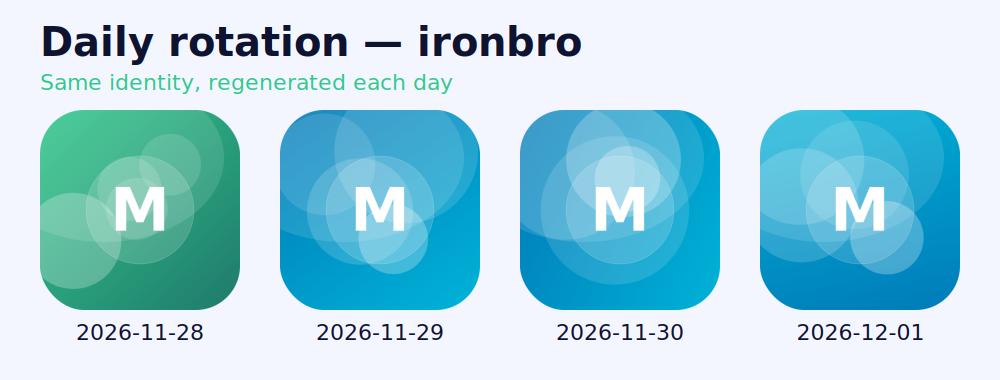 Daily rotation — ironbro
Same identity, regenerated each day
M M M M
2026-11-28 2026-11-29 2026-11-30 2026-12-01